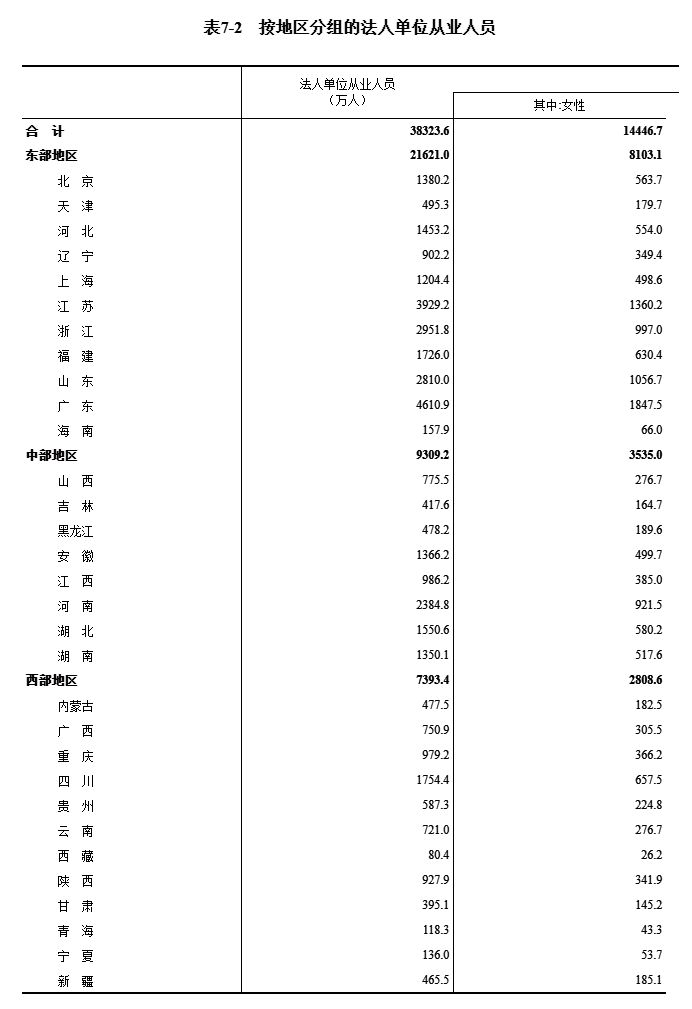 表7-2 按地区分组的法人单位从业人员
法人单位从业人员
（万人）
其中:女性
合 计 38323.6 14446.7
东部地区 21621.0 8103.1
北 京 1380.2 563.7
天 津 495.3 179.7
河 北 1453.2 554.0
辽 宁 902.2 349.4
上 海 1204.4 498.6
江 苏 3929.2 1360.2
浙 江 2951.8 997.0
福 建 1726.0 630.4
山 东 2810.0 1056.7
广 东 4610.9 1847.5
海 南 157.9 66.0
中部地区 9309.2 3535.0
山 西 775.5 276.7
吉 林 417.6 164.7
黑龙江 478.2 189.6
安 徽 1366.2 499.7
江 西 986.2 385.0
河 南 2384.8 921.5
湖 北 1550.6 580.2
湖 南 1350.1 517.6
西部地区 7393.4 2808.6
内蒙古 477.5 182.5
广 西 750.9 305.5
重 庆 979.2 366.2
四 川 1754.4 657.5
贵 州 587.3 224.8
云 南 721.0 276.7
西 藏 80.4 26.2
陕 西 927.9 341.9
甘 肃 395.1 145.2
青 海 118.3 43.3
宁 夏 136.0 53.7
新 疆 465.5 185.1